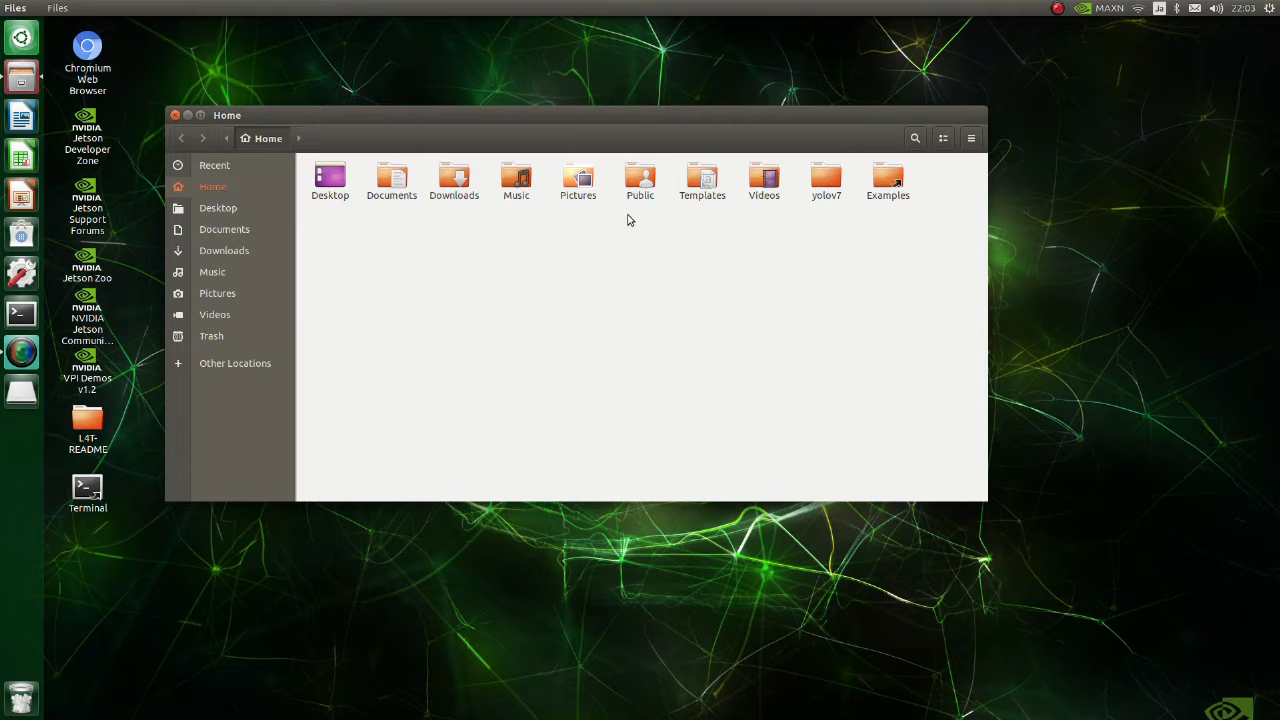 Files
Files
MAXN
Ja
22:03
Chromium
Web
Browser
NVIDIA
Jetson
Developer
Zone
NVIDIA
Jetson
Support
Forums
NVIDIA
Jetson Zoo
NVIDIA
NVIDIA
Jetson
Communi...
NVIDIA
VPI Demos
v1.2
L4T-
README
Terminal
Home
Home
Recent
Home
Desktop
Documents
Downloads
Music
Pictures
Videos
Trash
Other Locations
Desktop
Documents
Downloads
Music
Pictures
Public
Templates
Videos
yolov7
Examples